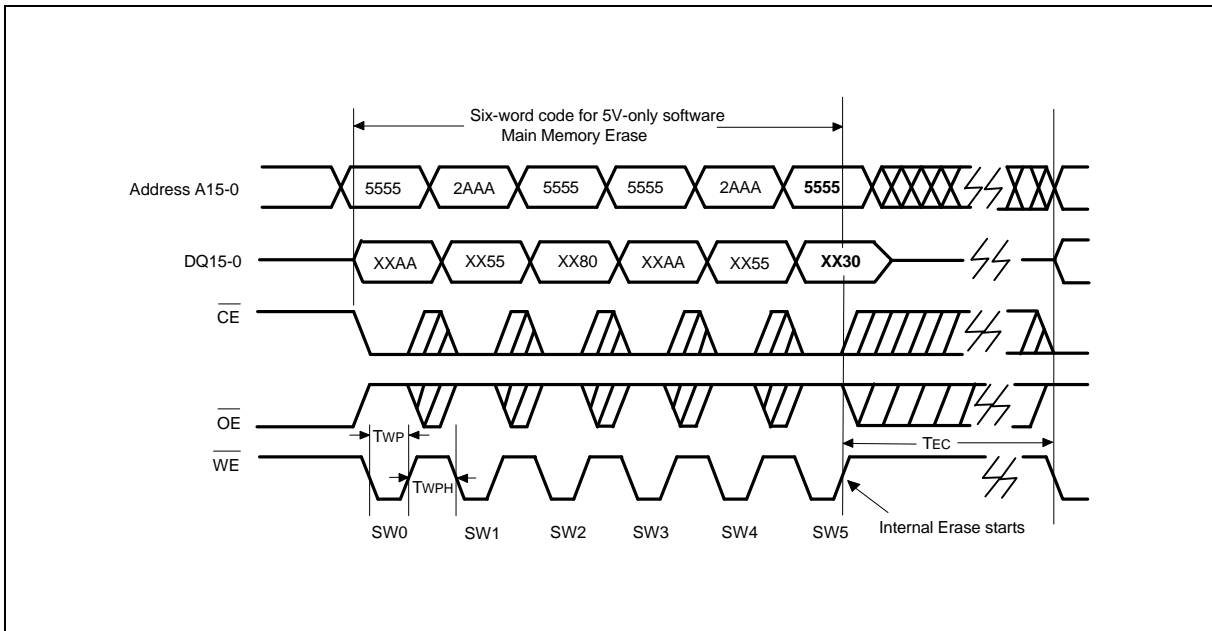 Six-word code for 5V-only software
Main Memory Erase
Address A15-0
5555
2AAA
5555
5555
2AAA
5555
DQ15-0
XXAA
XX55
XX80
XXAA
XX55
XX30
CE
OE
TWP
TEC
WE
TWPH
Internal Erase starts
SW0
SW1
SW2
SW3
SW4
SW5